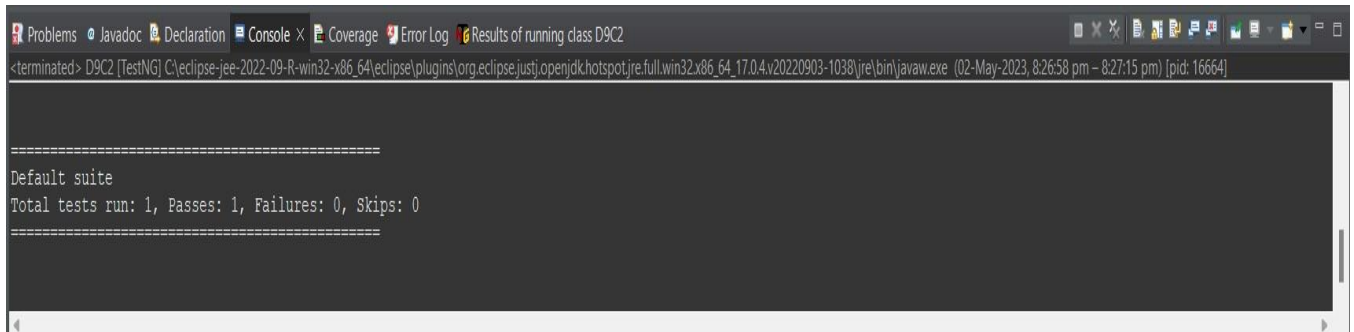 Problems Javadoc Declaration Console Coverage Error Log Results of running class D9C2
<terminated> D9C2 [TestNG] C:\eclipse-jee-2022-09-R-win32-x86_64\eclipse\plugins\org.eclipse.justj.openjdk.hotspot.jre.full.win32.x86_64_17.0.4.v20220903-1038\jre\bin\javaw.exe (02-May-2023, 8:26:58 pm – 8:27:15 pm) [pid: 16664]
===============================================
Default suite
Total tests run: 1, Passes: 1, Failures: 0, Skips: 0
===============================================